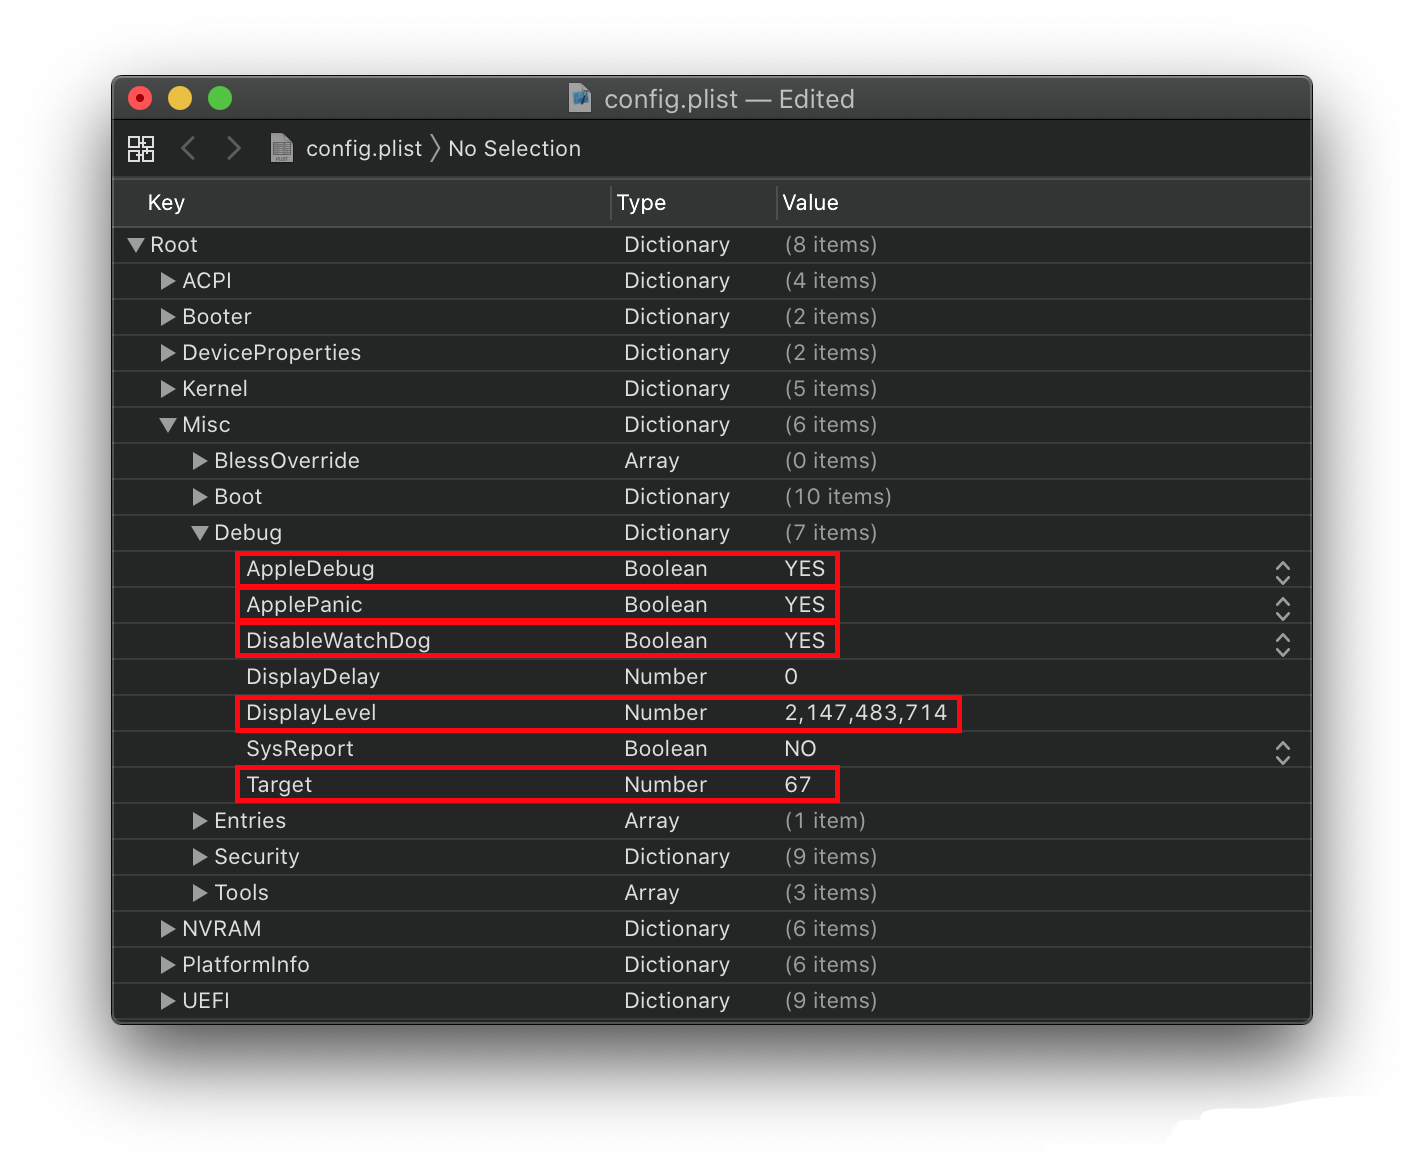 config.plist — Edited
config.plist 〉 No Selection
Key Type Value
Root Dictionary (8 items)
ACPI Dictionary (4 items)
Booter Dictionary (2 items)
DeviceProperties Dictionary (2 items)
Kernel Dictionary (5 items)
Misc Dictionary (6 items)
BlessOverride Array (0 items)
Boot Dictionary (10 items)
Debug Dictionary (7 items)
AppleDebug Boolean YES
ApplePanic Boolean YES
DisableWatchDog Boolean YES
DisplayDelay Number 0
DisplayLevel Number 2,147,483,714
SysReport Boolean NO
Target Number 67
Entries Array (1 item)
Security Dictionary (9 items)
Tools Array (3 items)
NVRAM Dictionary (6 items)
PlatformInfo Dictionary (6 items)
UEFI Dictionary (9 items)